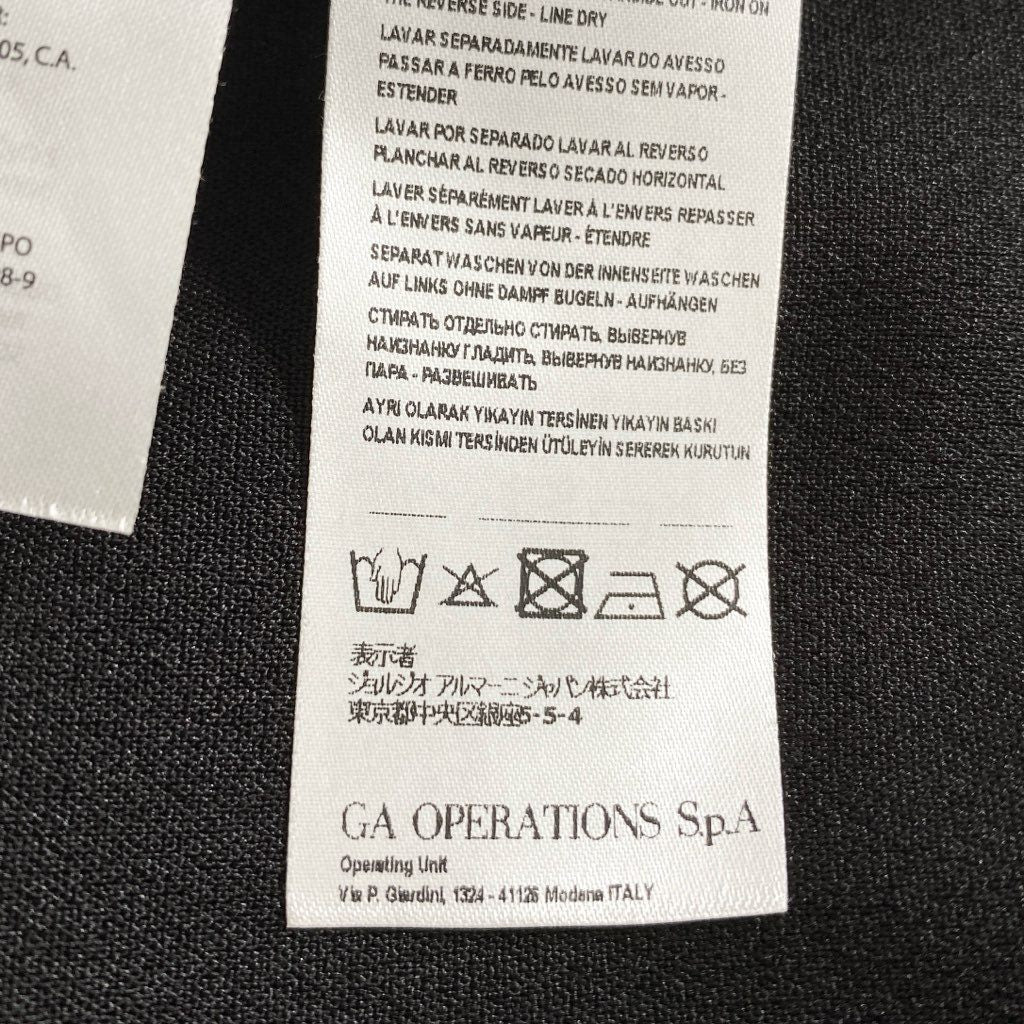 05, C.A.
PO
8-9
OUT - IRON ON
THE REVERSE SIDE - LINE DRY
LAVAR SEPARADAMENTE LAVAR DO AVESSO
PASSAR A FERRO PELO AVESSO SEM VAPOR -
ESTENDER
LAVAR POR SEPARADO LAVAR AL REVERSO
PLANCHAR AL REVERSO SECADO HORIZONTAL
LAVER SÉPARÉMENT LAVER À L'ENVERS REPASSER
À L'ENVERS SANS VAPEUR - ÉTENDRE
SEPARAT WASCHEN VON DER INNENSEITE WASCHEN
AUF LINKS OHNE DAMPF BUGELN - AUFHÄNGEN
СТИРАТЬ ОТДЕЛЬНО СТИРАТЬ, ВЫВЕРНУВ
НАИЗНАНКУ ГЛАДИТЬ, ВЫВЕРНУВ НАИЗНАНКУ, БЕЗ
ПАРА - РАЗВЕШИВАТЬ
AYRI OLARAK YIKAYIN TERSİNEN YIKAYIN BASKI
OLAN KISMI TERSİNDEN ÜTÜLEYİN SEREREK KURUTUN
表示者
ジョルジオ アルマーニ ジャパン株式会社
東京都中央区銀座5-5-4
GA OPERATIONS S.p.A
Operating Unit
Via P. Giardini, 1324 - 41126 Modena ITALY